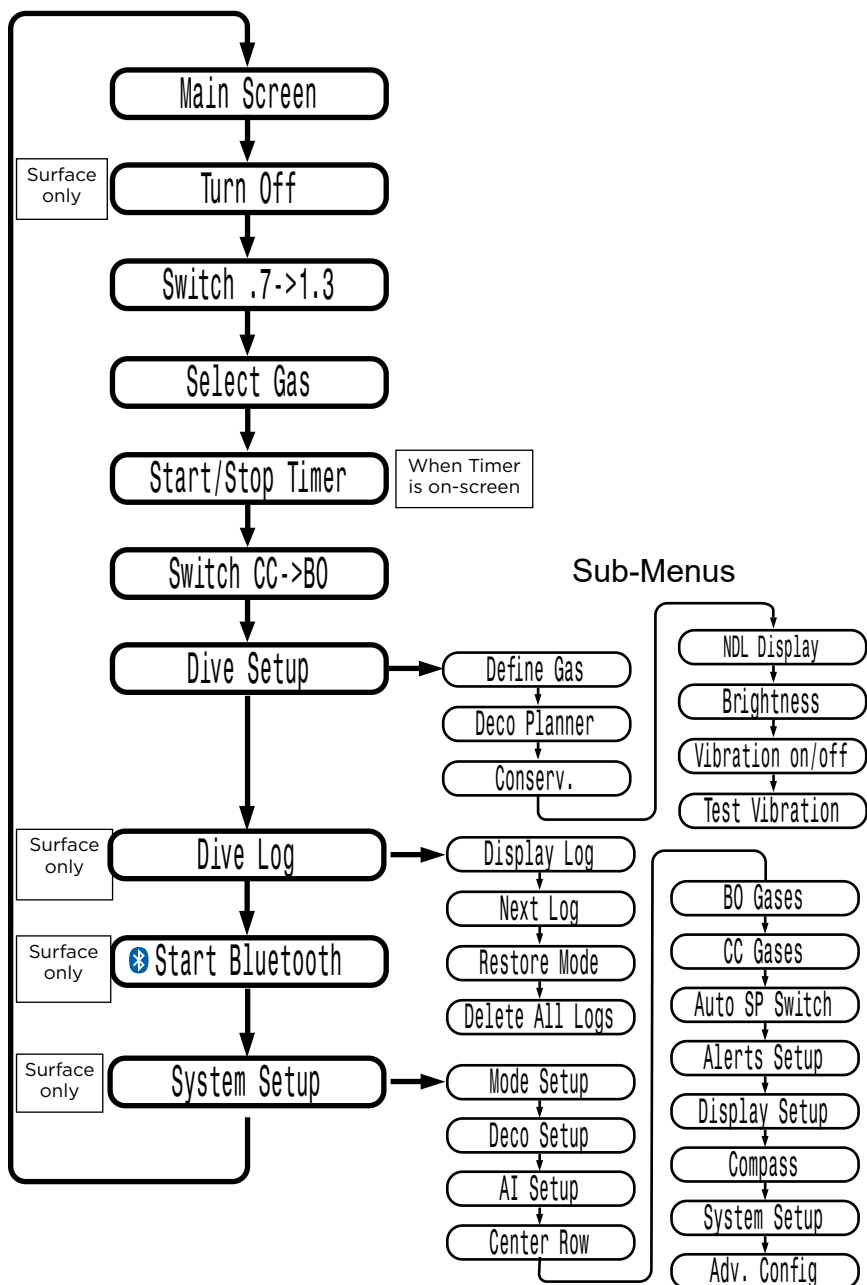 Main Screen
Surface
only
Turn Off
Switch .7->1.3
Select Gas
Start/Stop Timer
When Timer
is on-screen
Switch CC->BO
Sub-Menus
Dive Setup
Define Gas
Deco Planner
Conserv.
NDL Display
Brightness
Vibration on/off
Test Vibration
Surface
only
Dive Log
Display Log
Next Log
Restore Mode
Delete All Logs
Surface
only
Start Bluetooth
Surface
only
System Setup
Mode Setup
Deco Setup
AI Setup
Center Row
BO Gases
CC Gases
Auto SP Switch
Alerts Setup
Display Setup
Compass
System Setup
Adv. Config